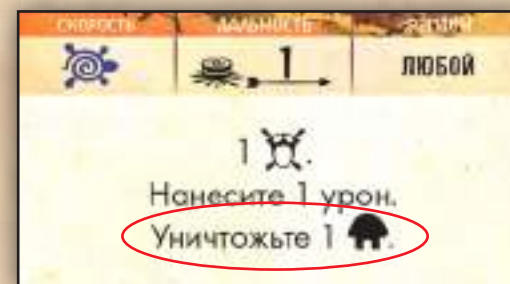 СКОРОСТЬ ДАЛЬНОСТЬ
1 ЛЮБОЙ
1
Нанесите 1 урон.
Уничтожьте 1